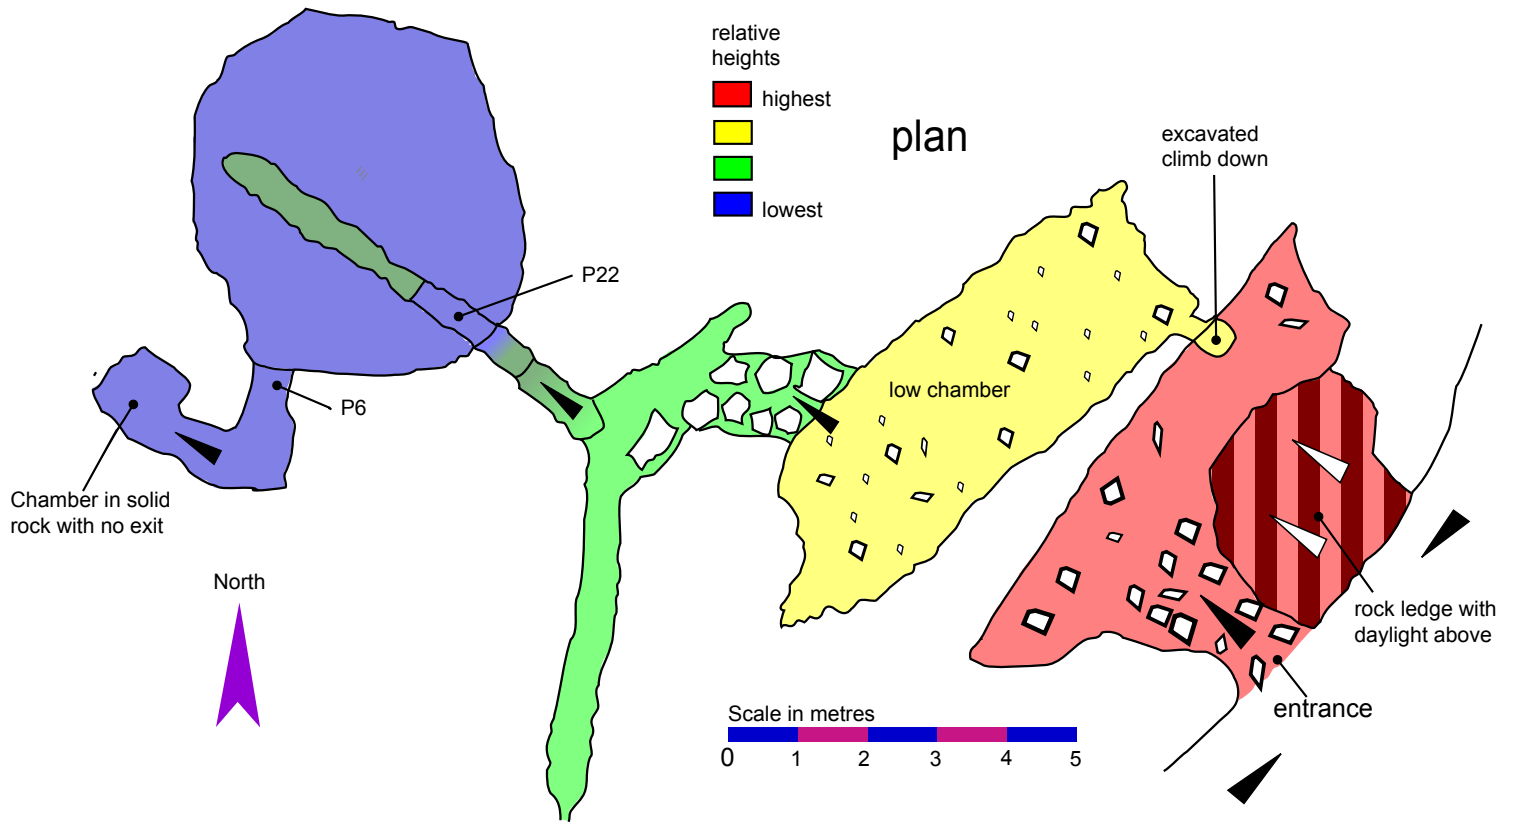 relative
heights
highest
lowest
plan
excavated
climb down
P22
low chamber
P6
Chamber in solid
rock with no exit
North
rock ledge with
daylight above
entrance
Scale in metres
0 1 2 3 4 5